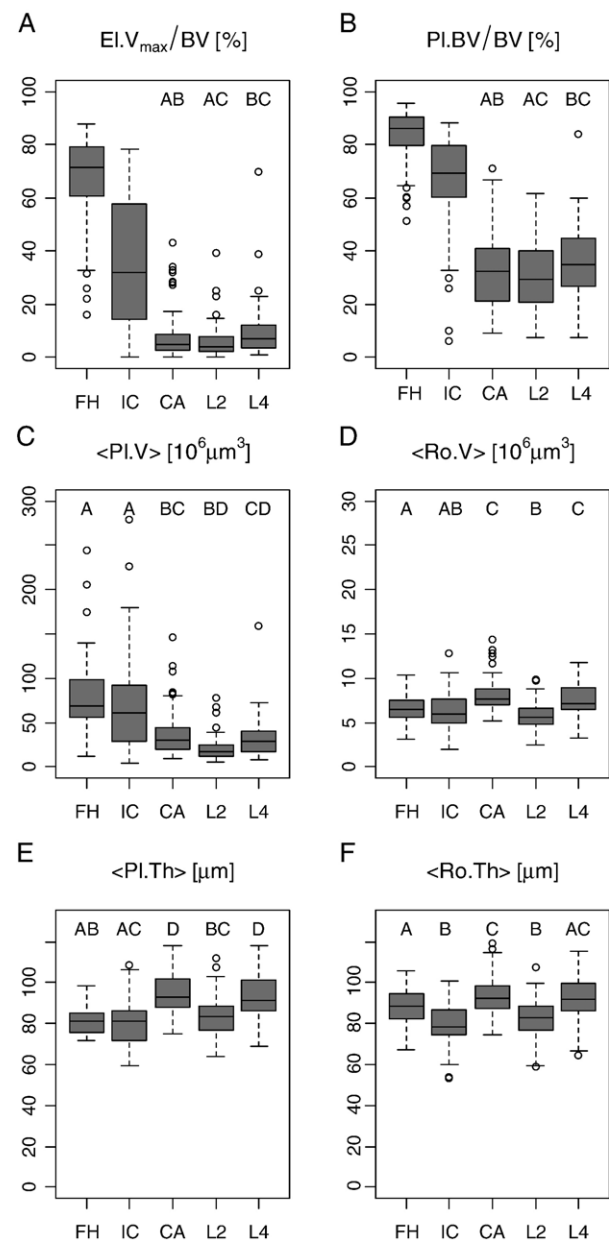 A
El.Vmax/BV [%]
AB AC BC
100
80
60
40
20
0
FH IC CA L2 L4
B
Pl.BV/BV [%]
AB AC BC
100
80
60
40
20
0
FH IC CA L2 L4
C
<Pl.V> [10⁶μm³]
A A BC BD CD
300
200
100
50
0
FH IC CA L2 L4
D
<Ro.V> [10⁶μm³]
A AB C B C
30
25
20
15
10
5
0
FH IC CA L2 L4
E
<Pl.Th> [μm]
AB AC D BC D
100
80
60
40
20
0
FH IC CA L2 L4
F
<Ro.Th> [μm]
A B C B AC
100
80
60
40
20
0
FH IC CA L2 L4